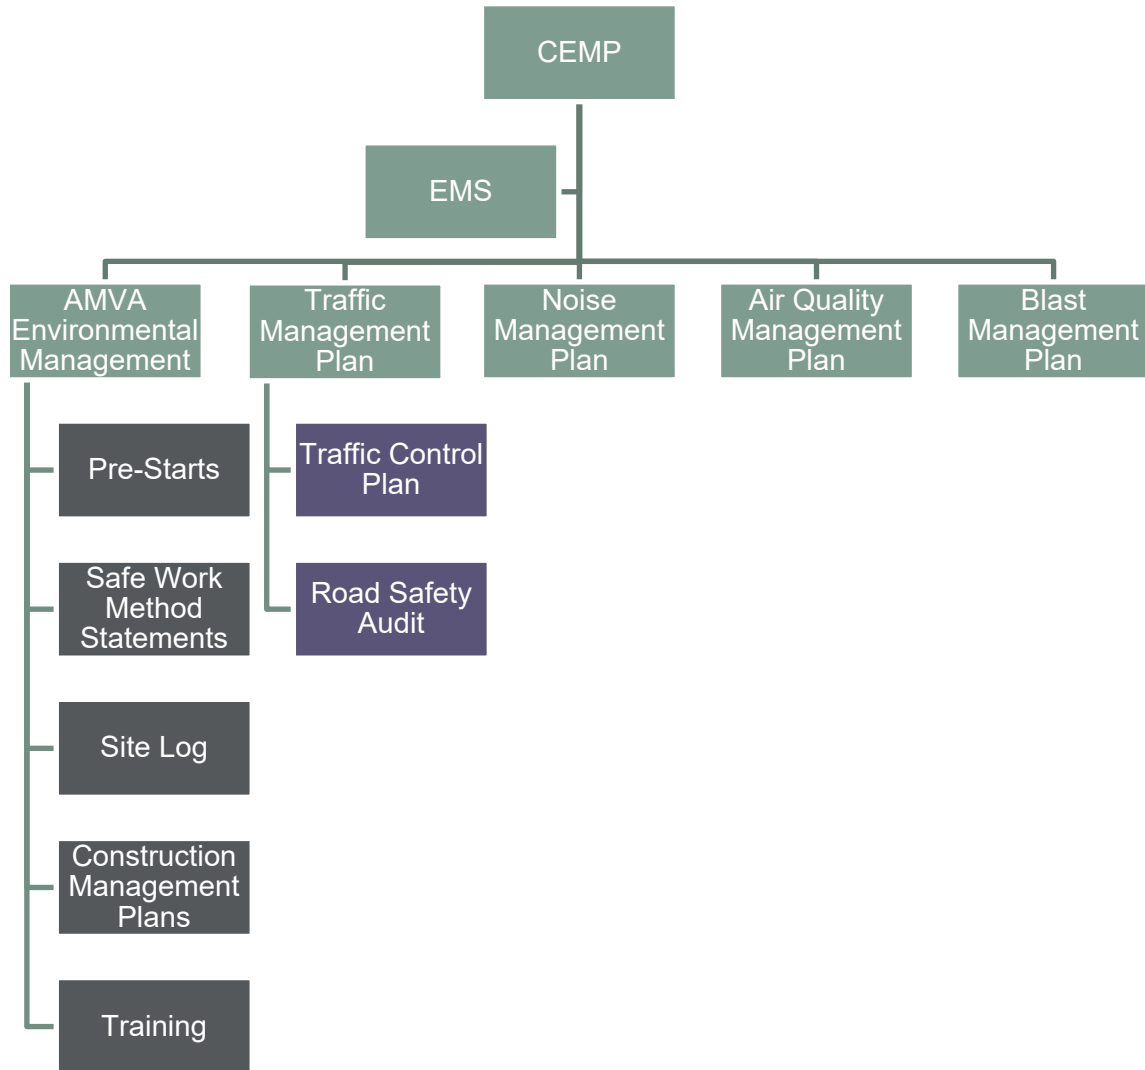 CEMP
EMS
AMVA
Environmental
Management
Traffic
Management
Plan
Noise
Management
Plan
Air Quality
Management
Plan
Blast
Management
Plan
Pre-Starts
Safe Work
Method
Statements
Site Log
Construction
Management
Plans
Training
Traffic Control
Plan
Road Safety
Audit